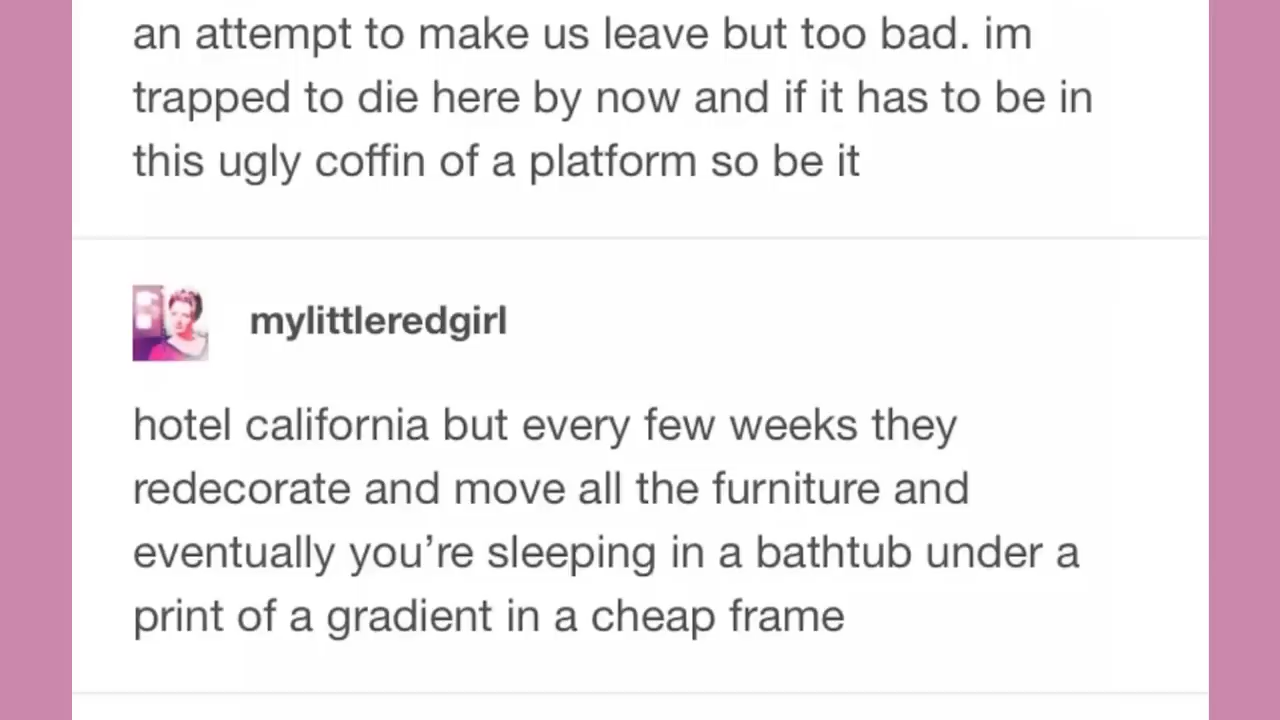 an attempt to make us leave but too bad. im
trapped to die here by now and if it has to be in
this ugly coffin of a platform so be it
mylittleredgirl
hotel california but every few weeks they
redecorate and move all the furniture and
eventually you’re sleeping in a bathtub under a
print of a gradient in a cheap frame